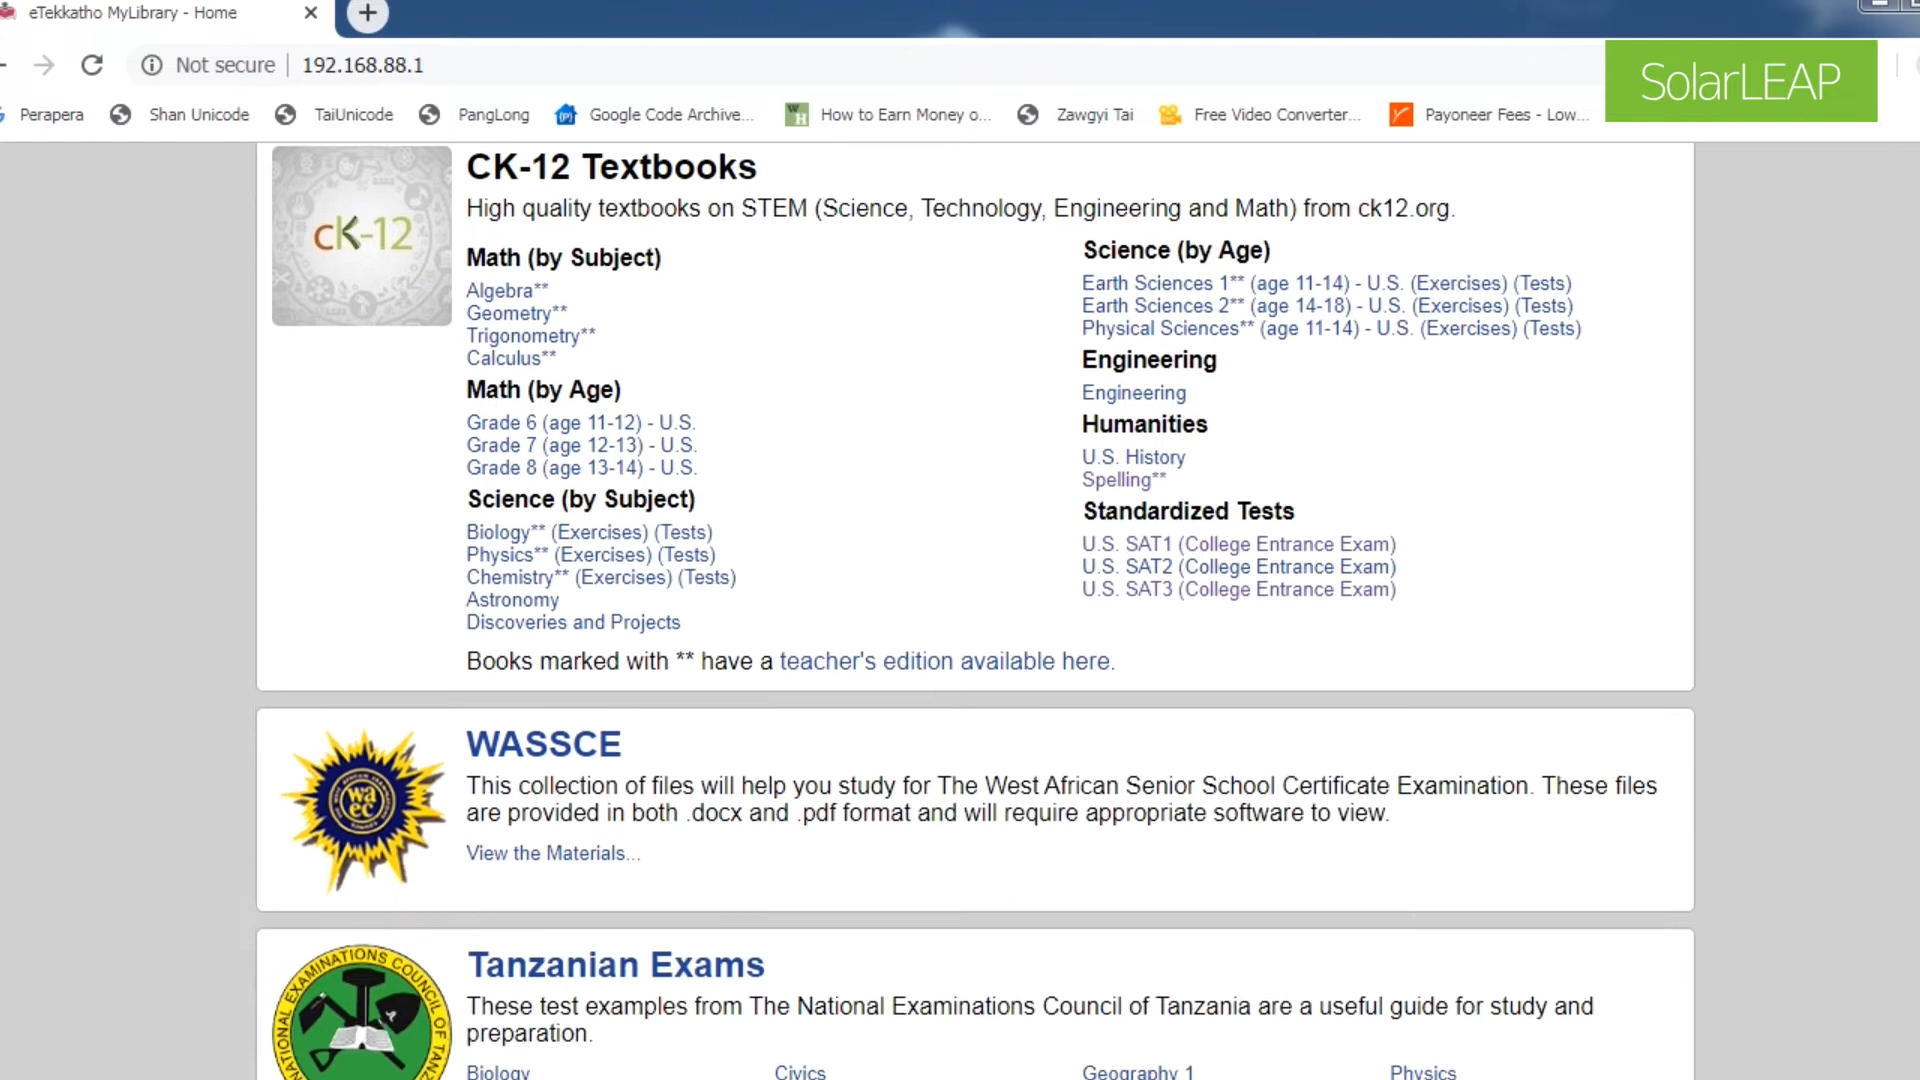 eTekkatho MyLibrary - Home
Not secure 192.168.88.1
SolarLEAP
Perapera Shan Unicode TaiUnicode PangLong Google Code Archive... How to Earn Money o... Zawgyi Tai Free Video Converter... Payoneer Fees - Low...
cK-12
CK-12 Textbooks
High quality textbooks on STEM (Science, Technology, Engineering and Math) from ck12.org.
Math (by Subject)
Algebra**
Geometry**
Trigonometry**
Calculus**
Math (by Age)
Grade 6 (age 11-12) - U.S.
Grade 7 (age 12-13) - U.S.
Grade 8 (age 13-14) - U.S.
Science (by Subject)
Biology** (Exercises) (Tests)
Physics** (Exercises) (Tests)
Chemistry** (Exercises) (Tests)
Astronomy
Discoveries and Projects
Science (by Age)
Earth Sciences 1** (age 11-14) - U.S. (Exercises) (Tests)
Earth Sciences 2** (age 14-18) - U.S. (Exercises) (Tests)
Physical Sciences** (age 11-14) - U.S. (Exercises) (Tests)
Engineering
Engineering
Humanities
U.S. History
Spelling**
Standardized Tests
U.S. SAT1 (College Entrance Exam)
U.S. SAT2 (College Entrance Exam)
U.S. SAT3 (College Entrance Exam)
Books marked with ** have a teacher's edition available here.
wa
ec
WASSCE
This collection of files will help you study for The West African Senior School Certificate Examination. These files
are provided in both .docx and .pdf format and will require appropriate software to view.
View the Materials...
NATIONAL EXAMINATIONS COUNCIL OF
Tanzanian Exams
These test examples from The National Examinations Council of Tanzania are a useful guide for study and
preparation.
Biology Civics Geography 1 Physics